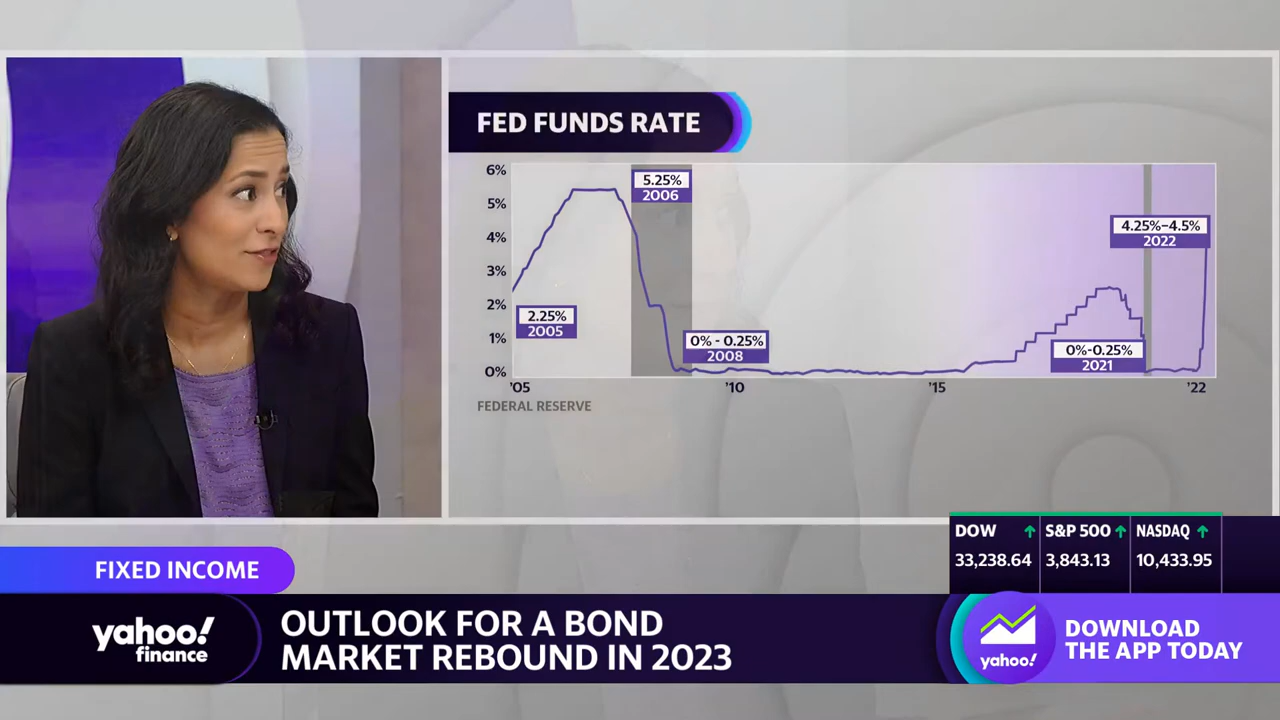 FED FUNDS RATE
6%
5%
4%
3%
2%
1%
0%
5.25%
2006
4.25%–4.5%
2022
2.25%
2005
0% - 0.25%
2008
0%-0.25%
2021
'05
'10
'15
'22
FEDERAL RESERVE
DOW
33,238.64
S&P 500
3,843.13
NASDAQ
10,433.95
FIXED INCOME
yahoo!
finance
OUTLOOK FOR A BOND
MARKET REBOUND IN 2023
yahoo!
DOWNLOAD
THE APP TODAY